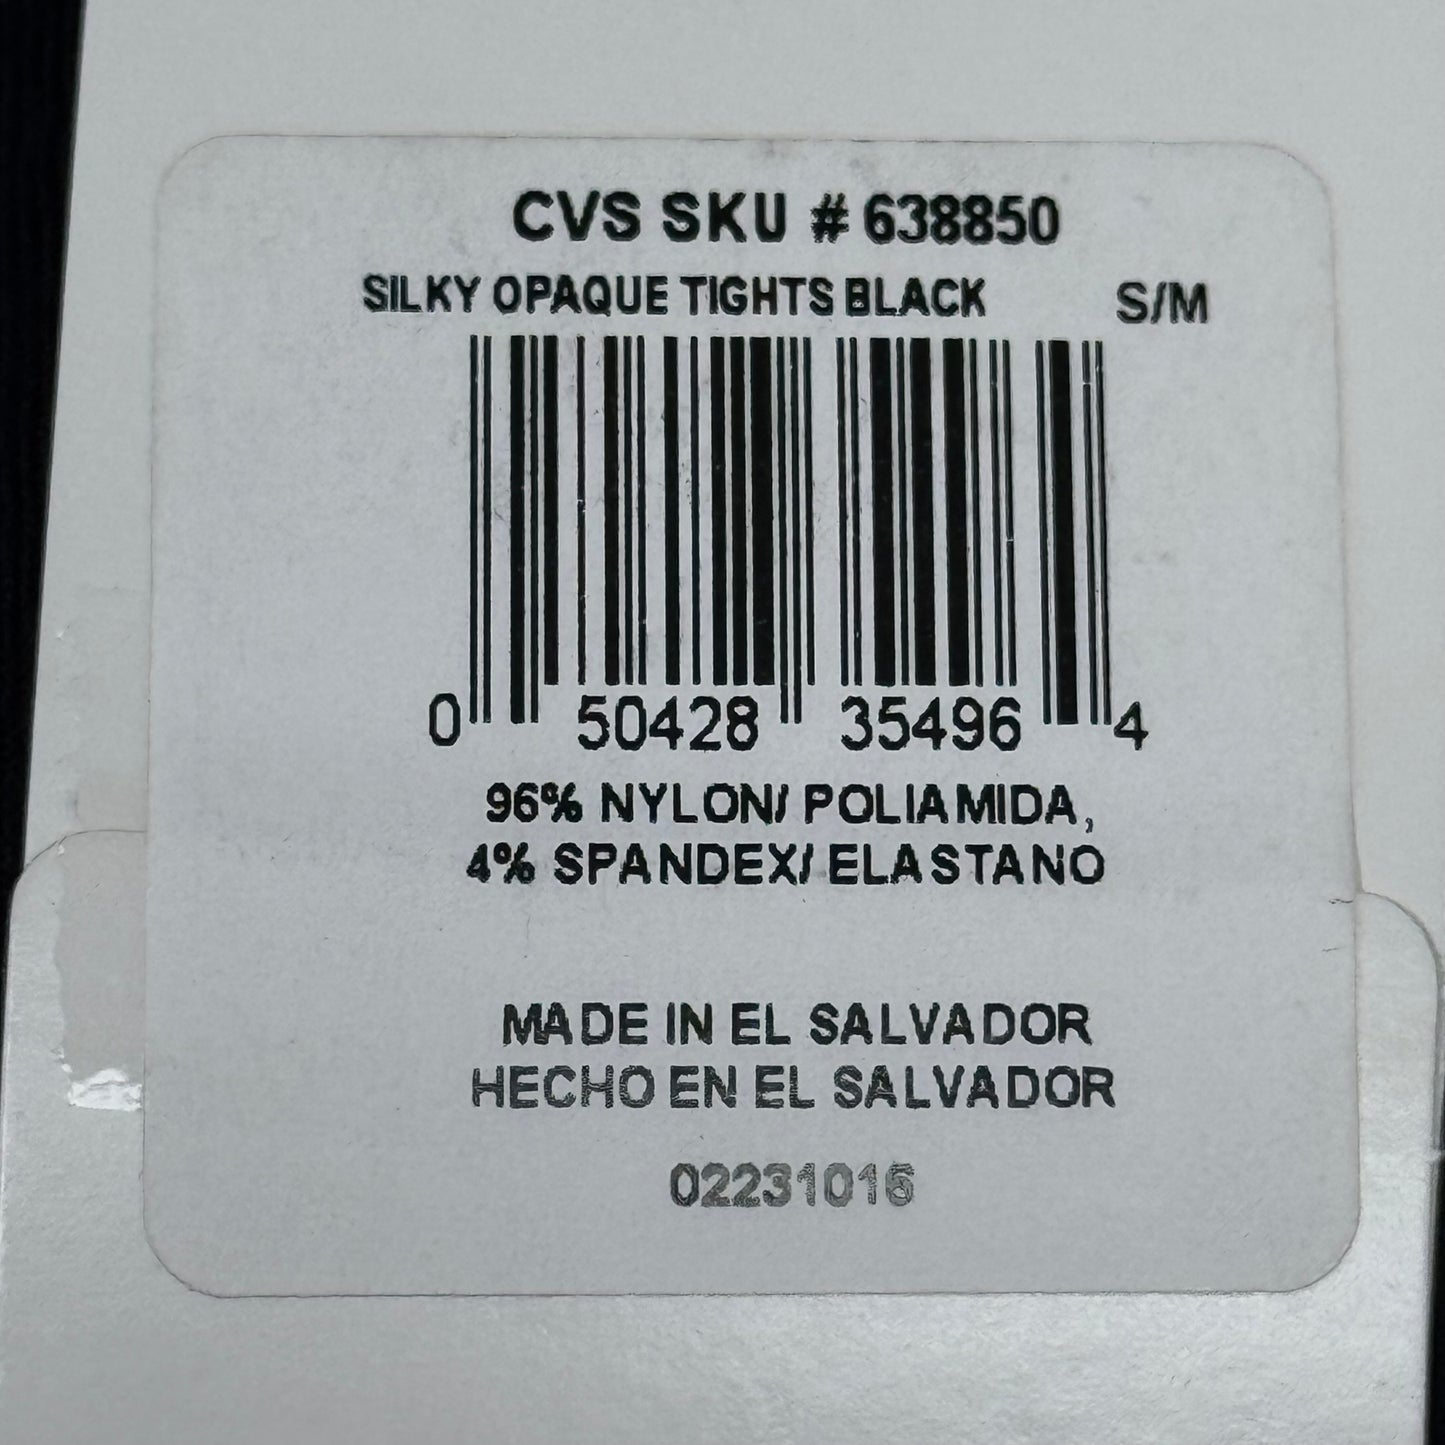 CVS SKU # 638850
SILKY OPAQUE TIGHTS BLACK S/M
0 50428 35496 4
96% NYLON/ POLIAMIDA,
4% SPANDEX/ ELASTANO
MADE IN EL SALVADOR
HECHO EN EL SALVADOR